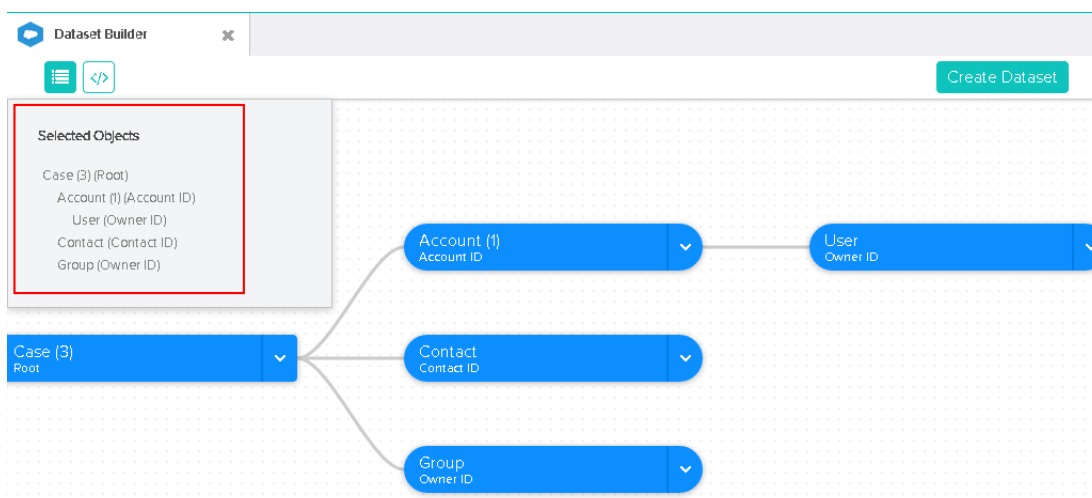 Dataset Builder
</>
Create Dataset
Selected Objects
Case (3) (Root)
Account (1) (Account ID)
User (Owner ID)
Contact (Contact ID)
Group (Owner ID)
Account (1)
Account ID
User
Owner ID
Case (3)
Root
Contact
Contact ID
Group
Owner ID